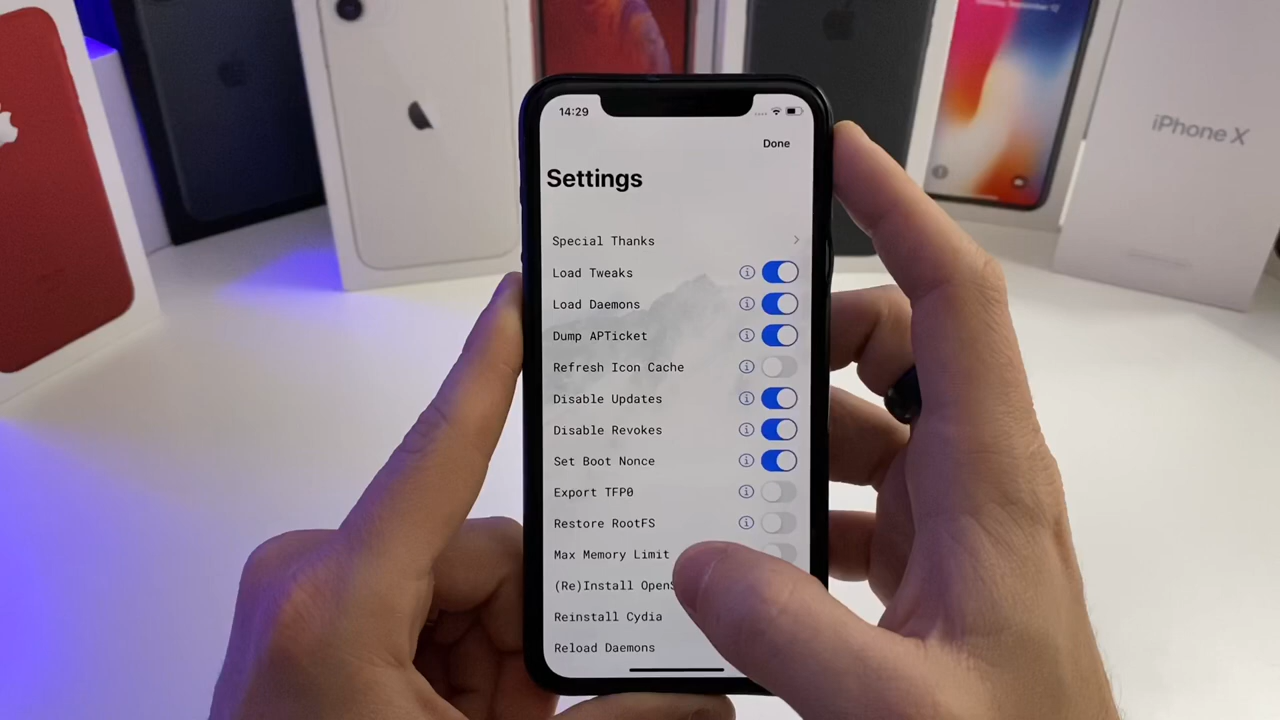 iPhone X
14:29
Done
Settings
Special Thanks
Load Tweaks
Load Daemons
Dump APTicket
Refresh Icon Cache
Disable Updates
Disable Revokes
Set Boot Nonce
Export TFP0
Restore RootFS
Max Memory Limit
(Re)Install OpenS
Reinstall Cydia
Reload Daemons